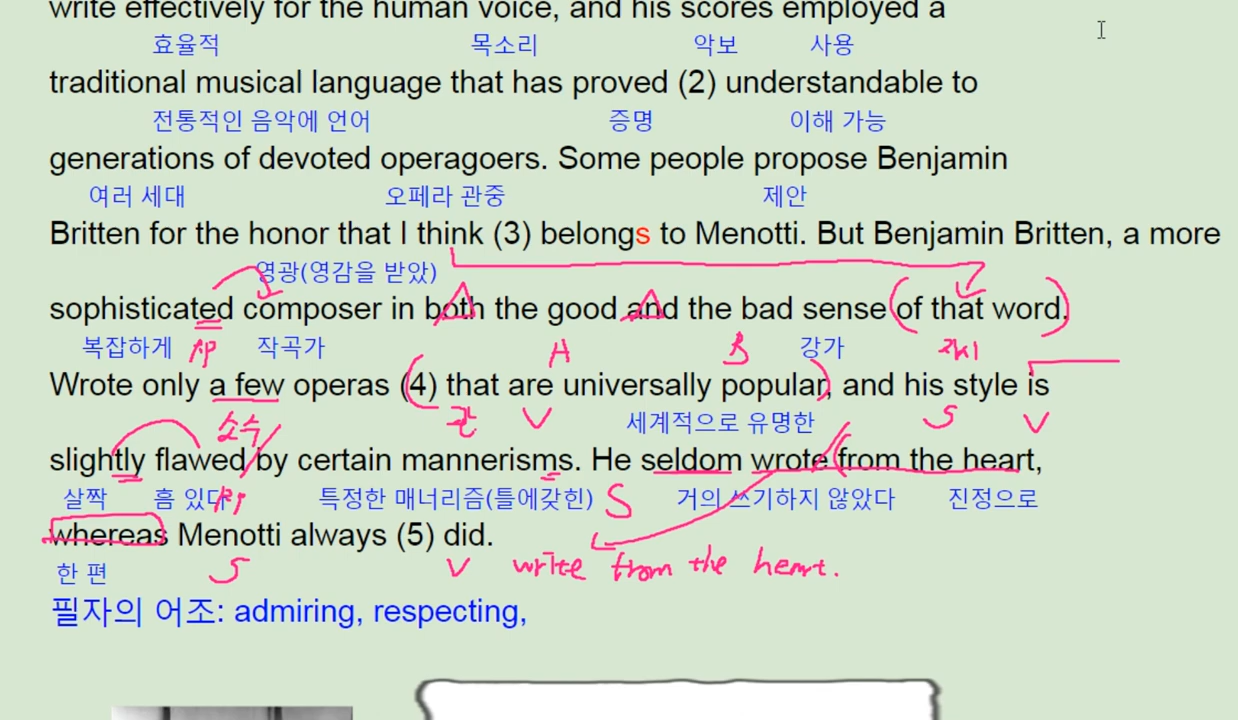 write effectively for the human voice, and his scores employed a
효율적 목소리 악보 사용
traditional musical language that has proved (2) understandable to
전통적인 음악에 언어 증명 이해 가능
generations of devoted operagoers. Some people propose Benjamin
여러 세대 오페라 관중 제안
Britten for the honor that I think (3) belongs to Menotti. But Benjamin Britten, a more
영광(영감을 받았)
sophisticated composer in both the good and the bad sense of that word.
복잡하게 작곡가 A B 강가
Wrote only a few operas (4) that are universally popular, and his style is
소수 V 세계적으로 유명한 S V
slightly flawed by certain mannerisms. He seldom wrote from the heart,
살짝 흠 있다 특정한 매너리즘(틀에갖힌) S 거의 쓰기하지 않았다 진정으로
whereas Menotti always (5) did.
한 편 S V write from the heart.
필자의 어조: admiring, respecting,